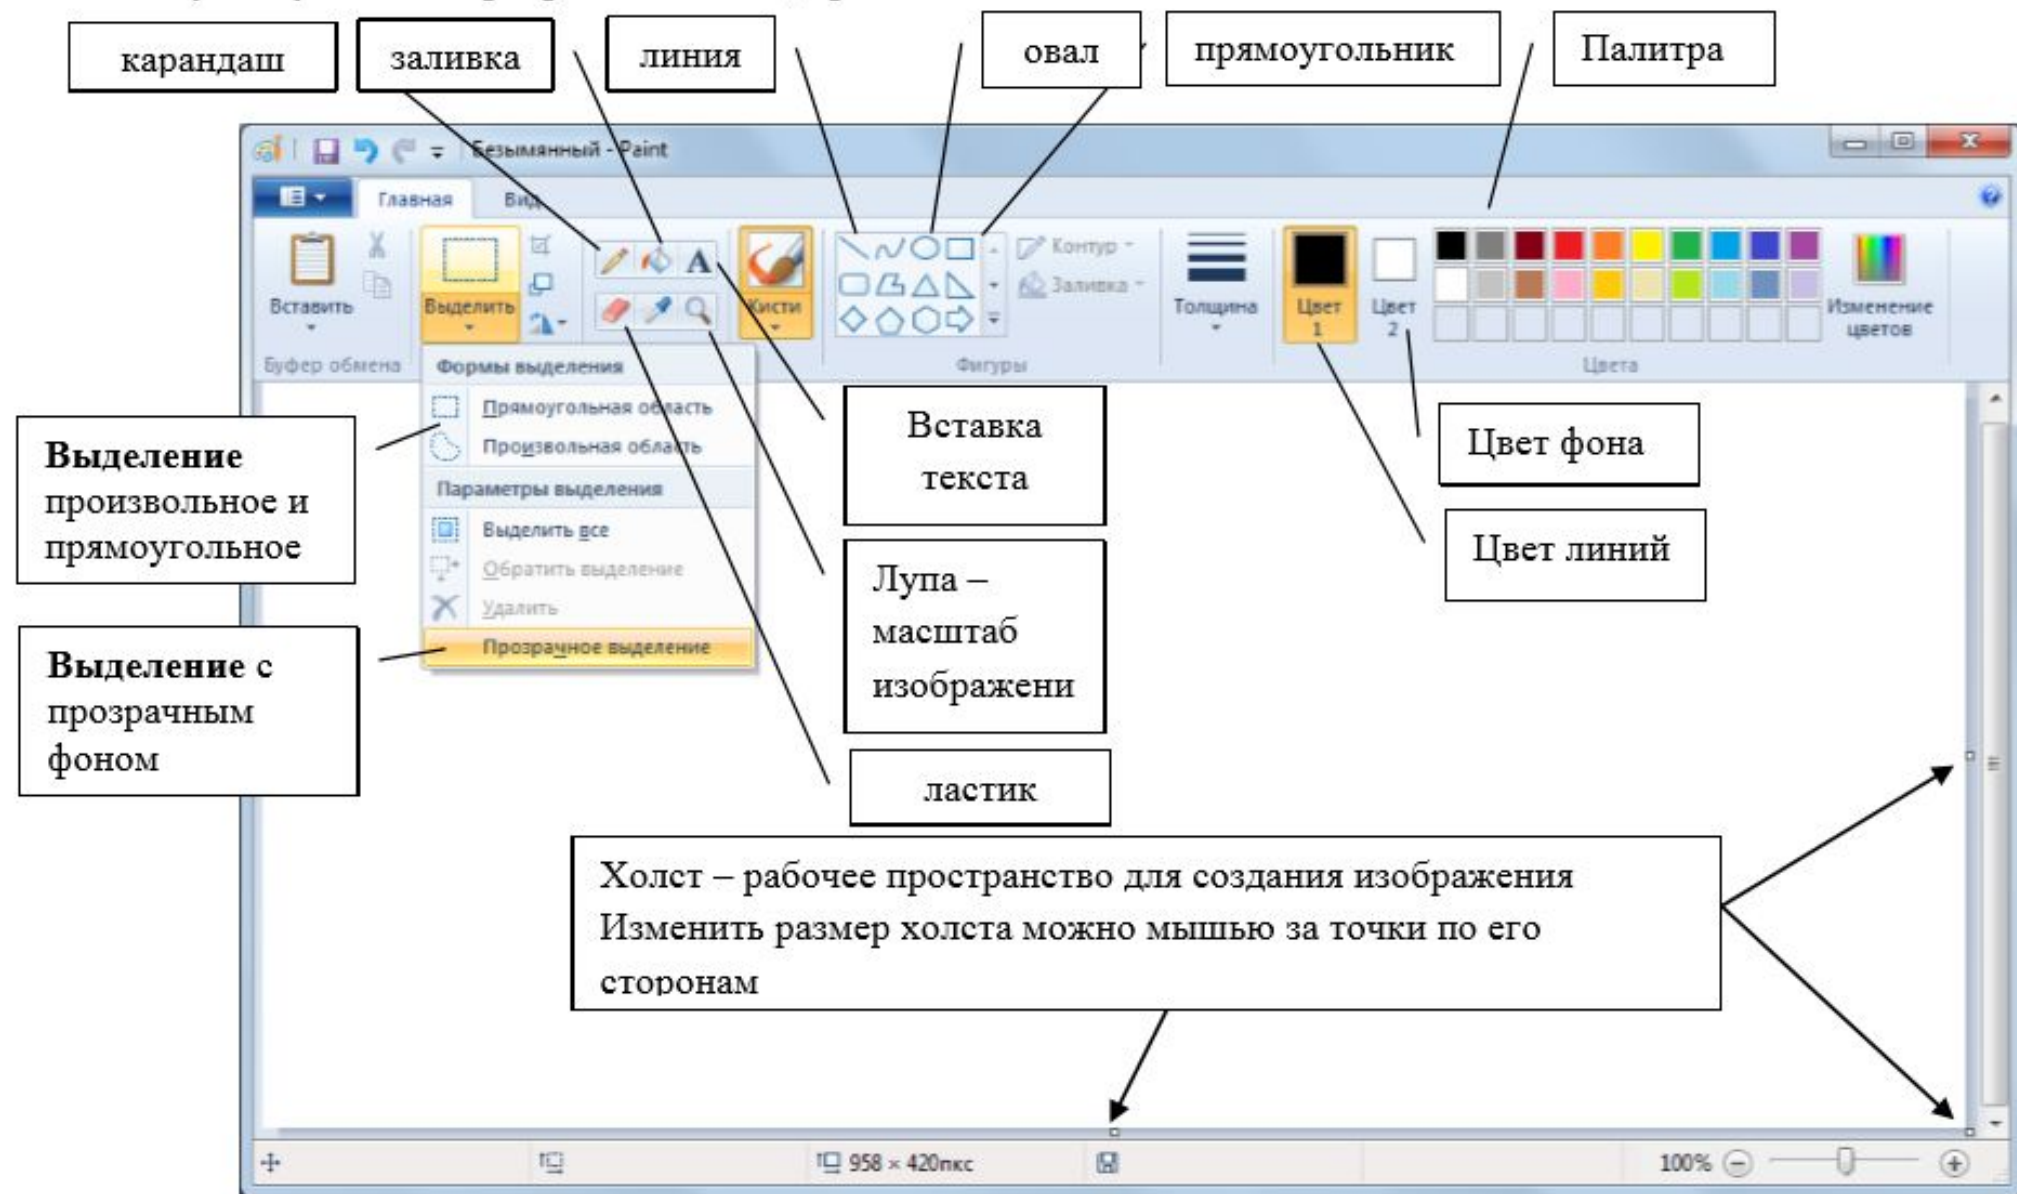 карандаш
заливка
линия
овал
прямоугольник
Палитра
Безымянный - Paint
Главная
Вид
Вставить
Выделить
A
Кисти
Контур
Заливка
Толщина
Цвет
1
Цвет
2
Изменение
цветов
Буфер обмена
Фигуры
Цвета
Формы выделения
Прямоугольная область
Произвольная область
Параметры выделения
Выделить все
Обратить выделение
Удалить
Прозрачное выделение
Выделение
произвольное и
прямоугольное
Выделение с
прозрачным
фоном
Вставка
текста
Лупа –
масштаб
изображени
ластик
Цвет фона
Цвет линий
Холст – рабочее пространство для создания изображения
Изменить размер холста можно мышью за точки по его
сторонам
958 × 420пкс
100%